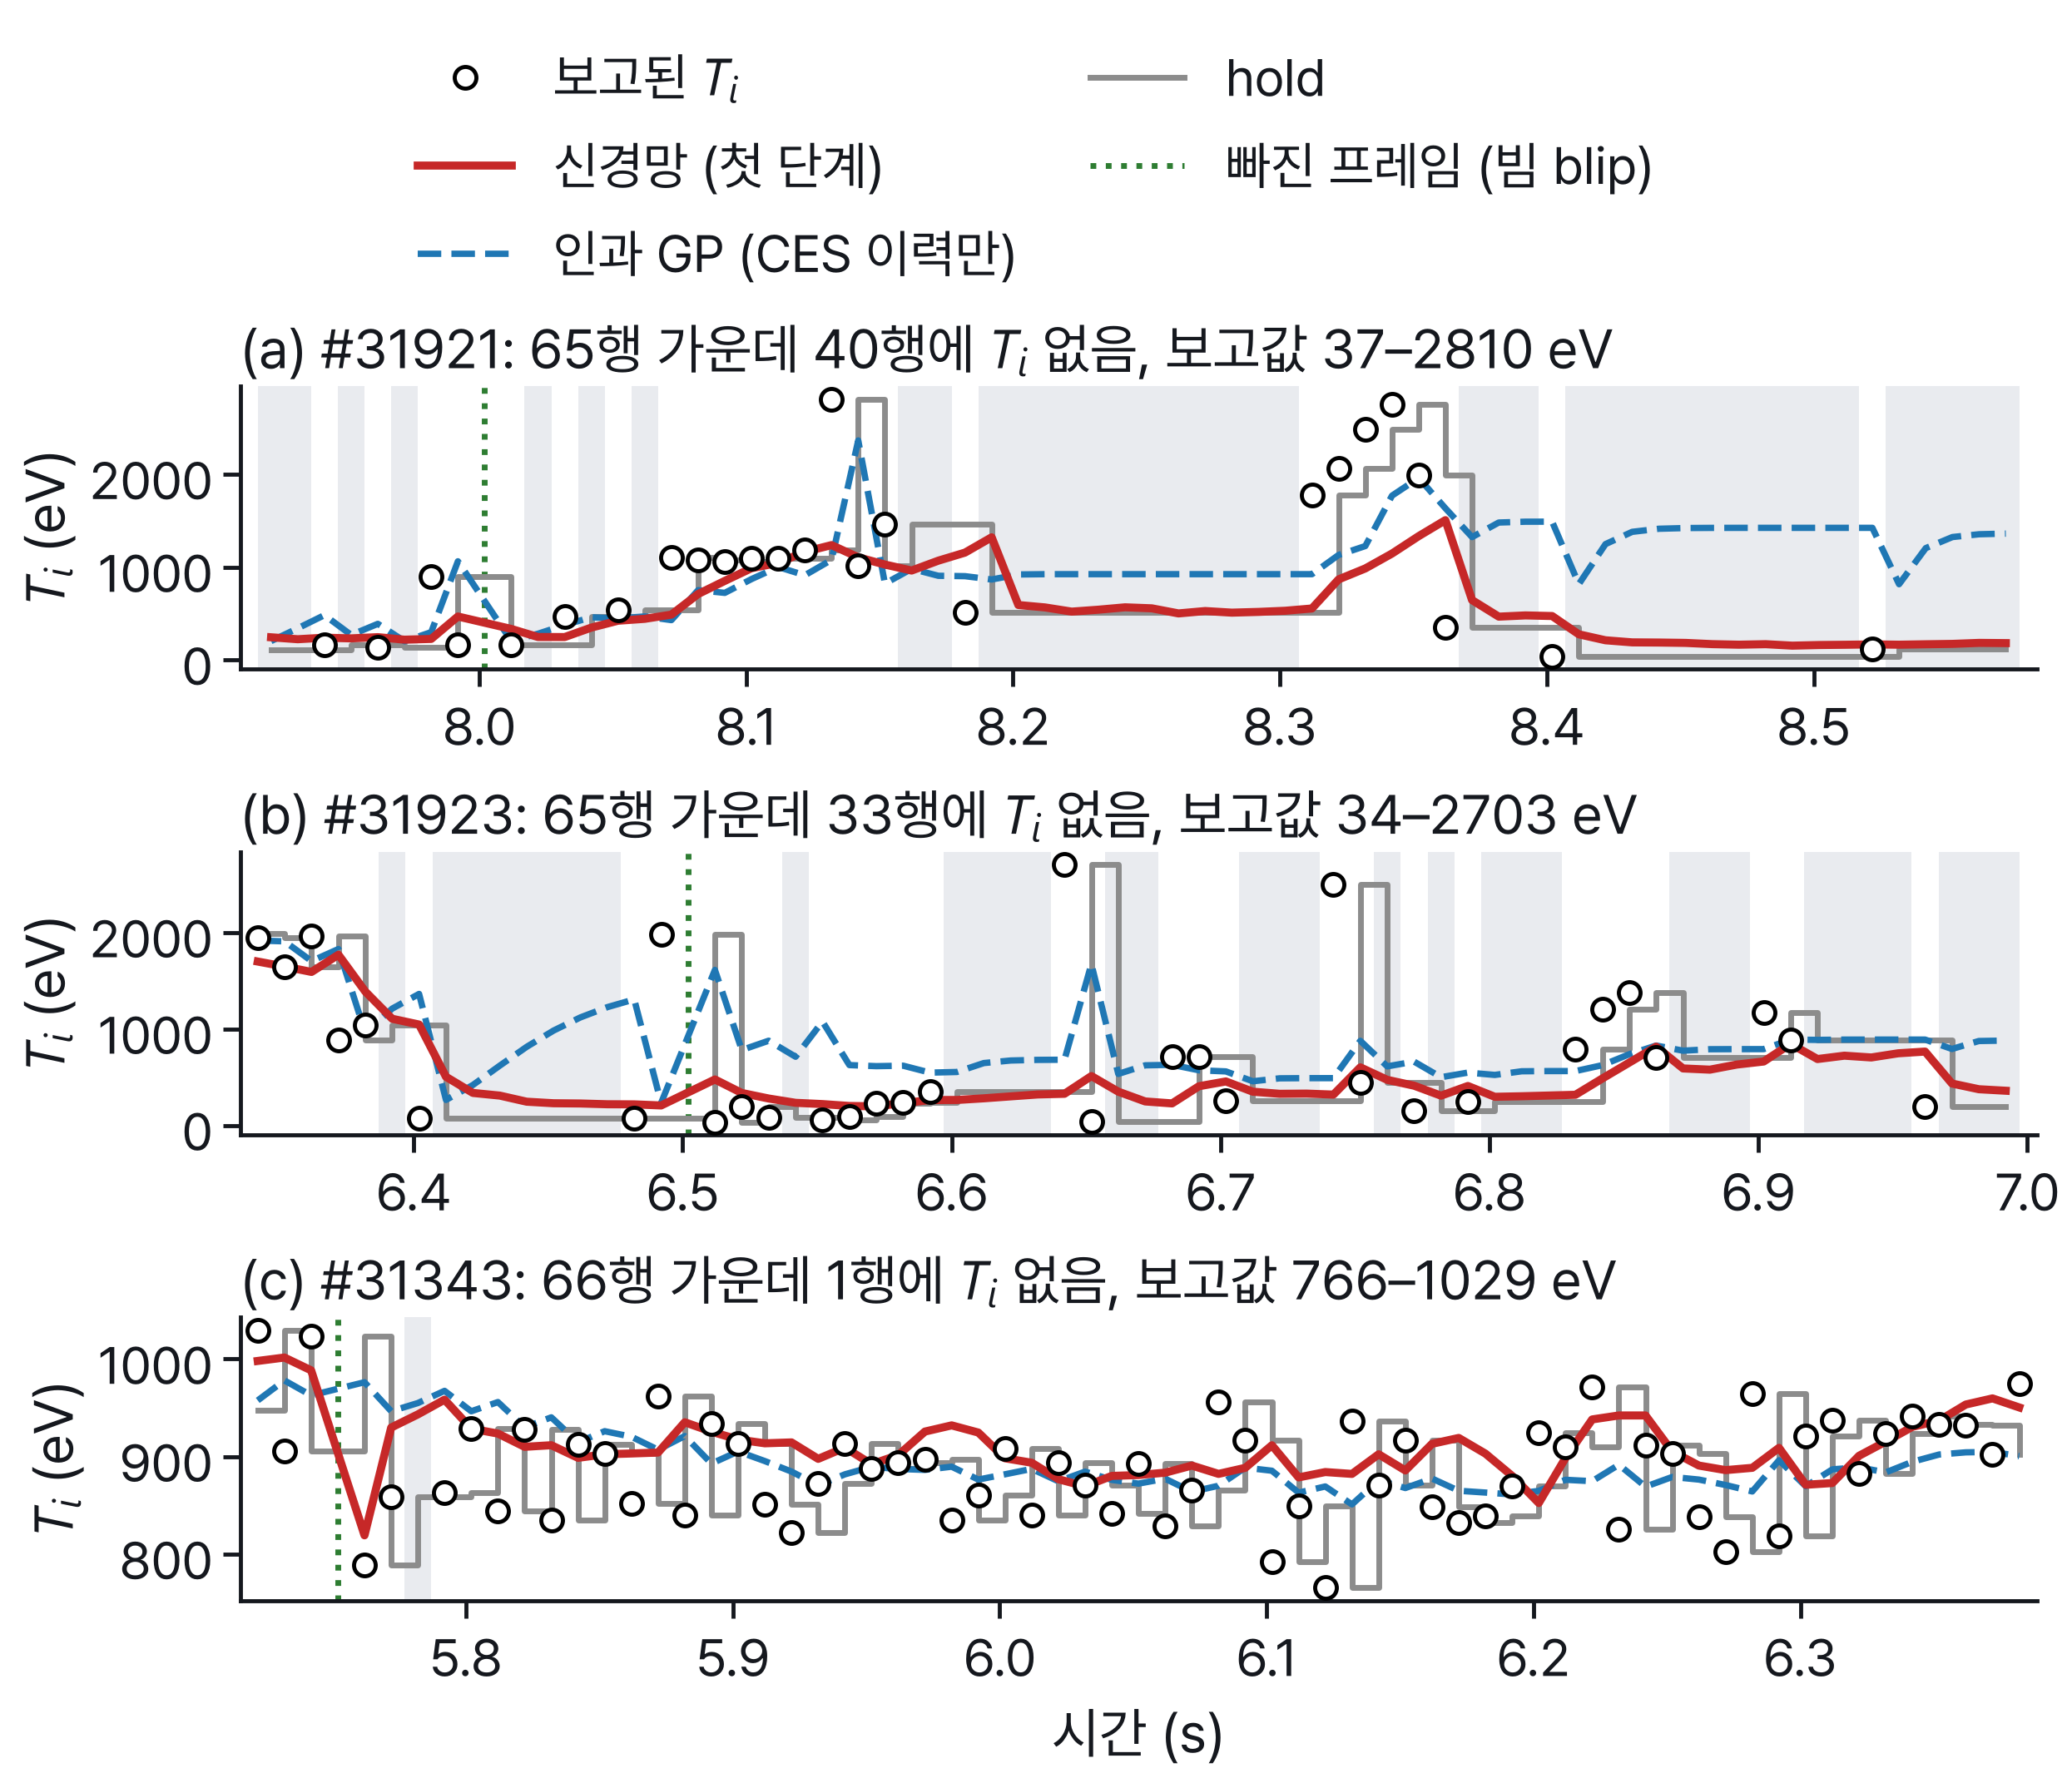 보고된 Ti
hold
신경망 (첫 단계)
빠진 프레임 (빔 blip)
인과 GP (CES 이력만)
(a) #31921: 65행 가운데 40행에 Ti 없음, 보고값 37–2810 eV
Ti (eV)
2000
1000
0
8.0 8.1 8.2 8.3 8.4 8.5
(b) #31923: 65행 가운데 33행에 Ti 없음, 보고값 34–2703 eV
Ti (eV)
2000
1000
0
6.4 6.5 6.6 6.7 6.8 6.9 7.0
(c) #31343: 66행 가운데 1행에 Ti 없음, 보고값 766–1029 eV
Ti (eV)
1000
900
800
5.8 5.9 6.0 6.1 6.2 6.3
시간 (s)